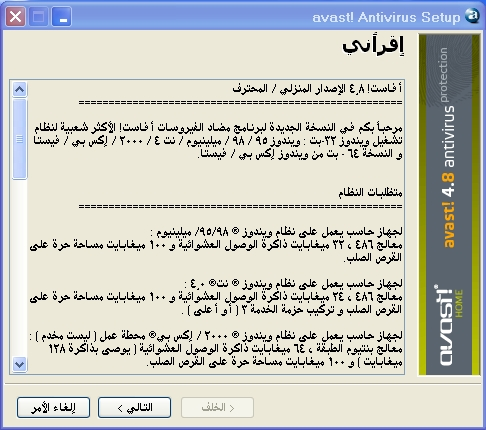 avast! Antivirus Setup
إقرأني
أفاست! ٤,٨ الإصدار المنزلي / المحترف
======================================================
مرحباً بكم في النسخة الجديدة لبرنامج مضاد الفيروسات أفاست! الأكثر شعبية لنظام
تشغيل ويندوز ٣٢-بت : ويندوز ٩٥ / ٩٨ / ميلينيوم / نت ٤ / ٢٠٠٠ / إكس بي / فيستا
و النسخة ٦٤ - بت من ويندوز إكس بي / فيستا.
متطلبات النظام
======================================================
لجهاز حاسب يعمل على نظام ويندوز ® ٩٥/٩٨/ ميلينيوم :
معالج ٤٨٦ ، ٣٢ ميغابايت ذاكرة الوصول العشوائية و ١٠٠ ميغابايت مساحة حرة على
القرص الصلب.
لجهاز حاسب يعمل على نظام ويندوز ® نت® ٤,٠ :
معالج ٤٨٦ ، ٢٤ ميغابايت ذاكرة الوصول العشوائية و ١٠٠ ميغابايت مساحة حرة على
القرص الصلب و تركيب حزمة الخدمة ٣ ( أو أعلى ) .
لجهاز حاسب يعمل على نظام ويندوز ® ٢٠٠٠ / إكس بي® محطة عمل ( ليست مخدم ) :
معالج بنتيوم الطبقة ، ٦٤ ميغابايت ذاكرة الوصول العشوائية ( يوصى بذاكرة ١٢٨
ميغابايت ) و ١٠٠ ميغابايت مساحة حرة على القرص الصلب.
avast! 4.8 antivirus protection
avast! HOME
< الخلف
التالي >
إلغاء الأمر